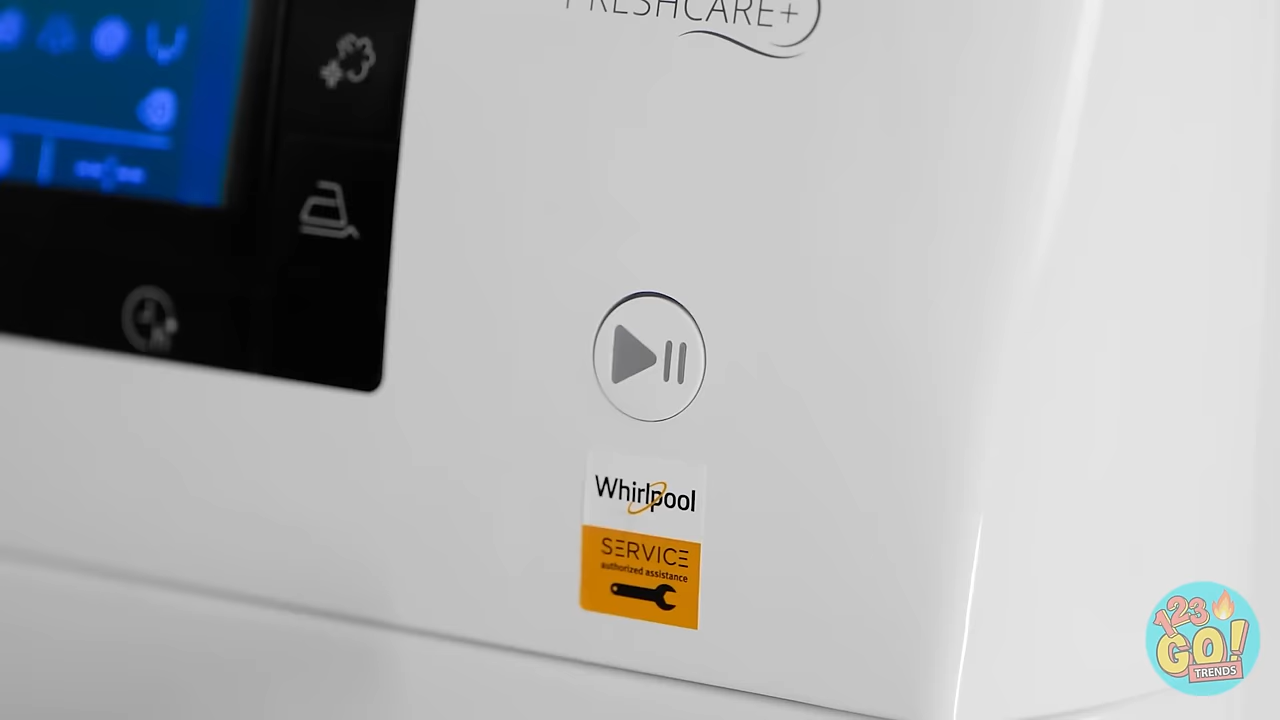 FRESHCARE+
Whirlpool
SERVICE
authorized assistance
123
GO!
TRENDS